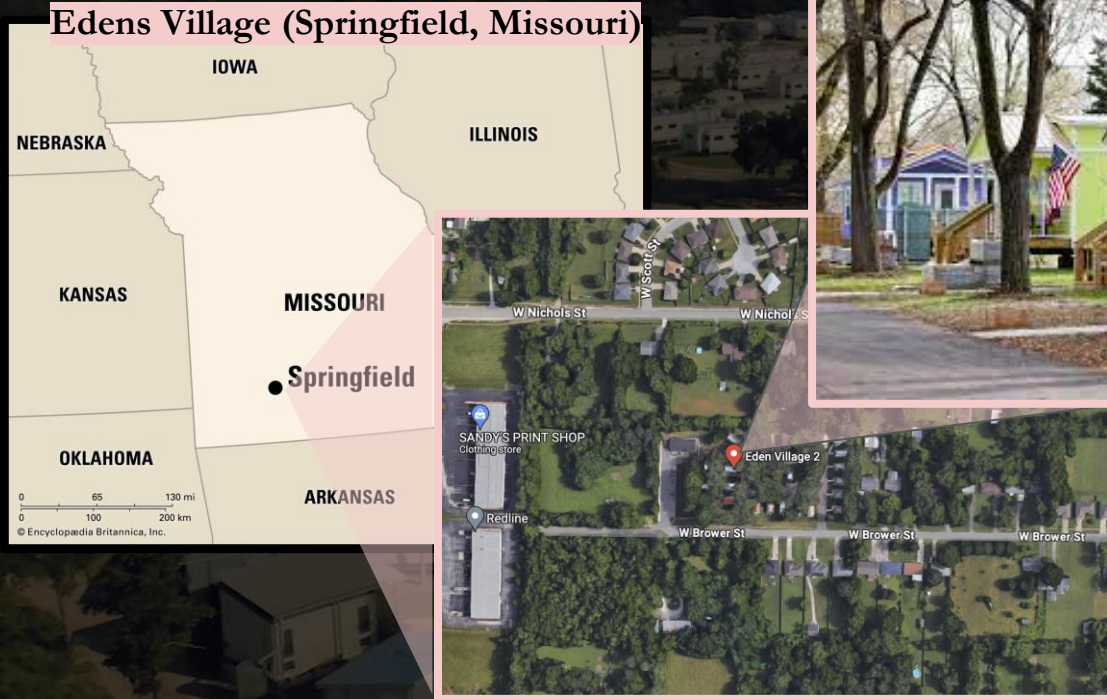 Edens Village (Springfield, Missouri)
IOWA
NEBRASKA
ILLINOIS
KANSAS
MISSOURI
Springfield
OKLAHOMA
ARKANSAS
0 65 130 mi
0 100 200 km
© Encyclopædia Britannica, Inc.
W Scott St
W Nichols St
W Nichols S
SANDY'S PRINT SHOP
Clothing store
Eden Village 2
Redline
W Brower St
W Brower St
W Brower St